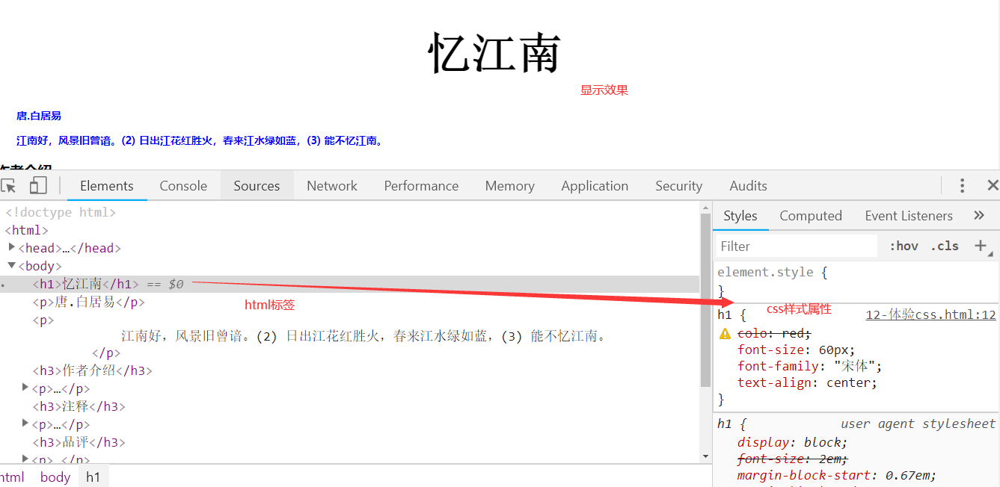 忆江南
显示效果
唐.白居易
江南好，风景旧曾谙。(2) 日出江花红胜火，春来江水绿如蓝，(3) 能不忆江南。
作者介绍
Elements Console Sources Network Performance Memory Application Security Audits
<!doctype html>
<html>
<head>…</head>
<body>
<h1>忆江南</h1> == $0
<p>唐.白居易</p>
html标签
<p>
江南好，风景旧曾谙。(2) 日出江花红胜火，春来江水绿如蓝，(3) 能不忆江南。
</p>
<h3>作者介绍</h3>
<p>…</p>
<h3>注释</h3>
<p>…</p>
<h3>品评</h3>
<p>…</p>
html body h1
Styles Computed Event Listeners »
Filter :hov .cls +
element.style {
}
css样式属性
h1 { 12-体验css.html:12
colo: red;
font-size: 60px;
font-family: "宋体";
text-align: center;
}
h1 { user agent stylesheet
display: block;
font-size: 2em;
margin-block-start: 0.67em;